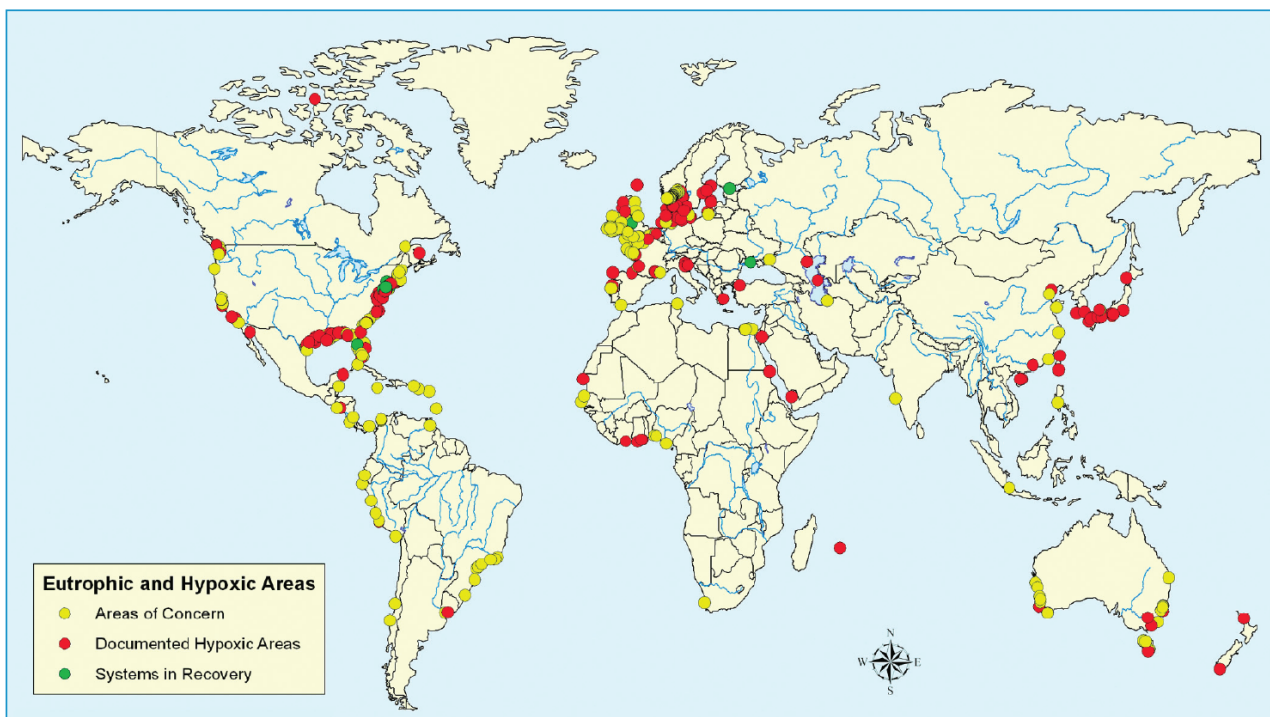 Eutrophic and Hypoxic Areas
Areas of Concern
Documented Hypoxic Areas
Systems in Recovery
N
W E
S